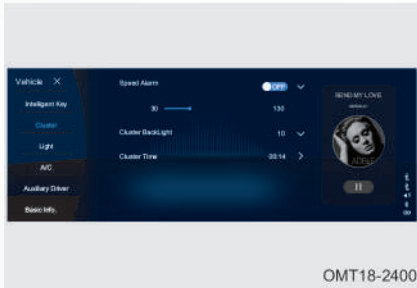 Vehicle X
Intelligent Key
Cluster
Light
A/C
Auxiliary Driver
Basic Info.
Speed Alarm
OFF
30
130
Cluster BackLight
10
Cluster Time
00:14
SEND MY LOVE
ADELE
OMT18-2400